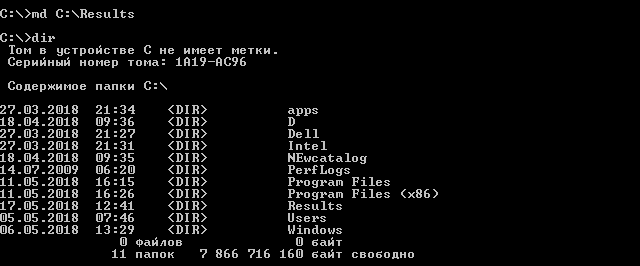 C:\>md C:\Results
C:\>dir
Том в устройстве C не имеет метки.
Серийный номер тома: 1A19-AC96
Содержимое папки C:\
27.03.2018 21:34 <DIR> apps
18.04.2018 09:36 <DIR> D
27.03.2018 21:27 <DIR> Dell
27.03.2018 21:31 <DIR> Intel
18.04.2018 09:35 <DIR> NEwcatalog
14.07.2009 06:20 <DIR> PerfLogs
11.05.2018 16:15 <DIR> Program Files
11.05.2018 16:26 <DIR> Program Files (x86)
17.05.2018 12:41 <DIR> Results
05.05.2018 07:46 <DIR> Users
06.05.2018 13:29 <DIR> Windows
0 файлов 0 байт
11 папок 7 866 716 160 байт свободно